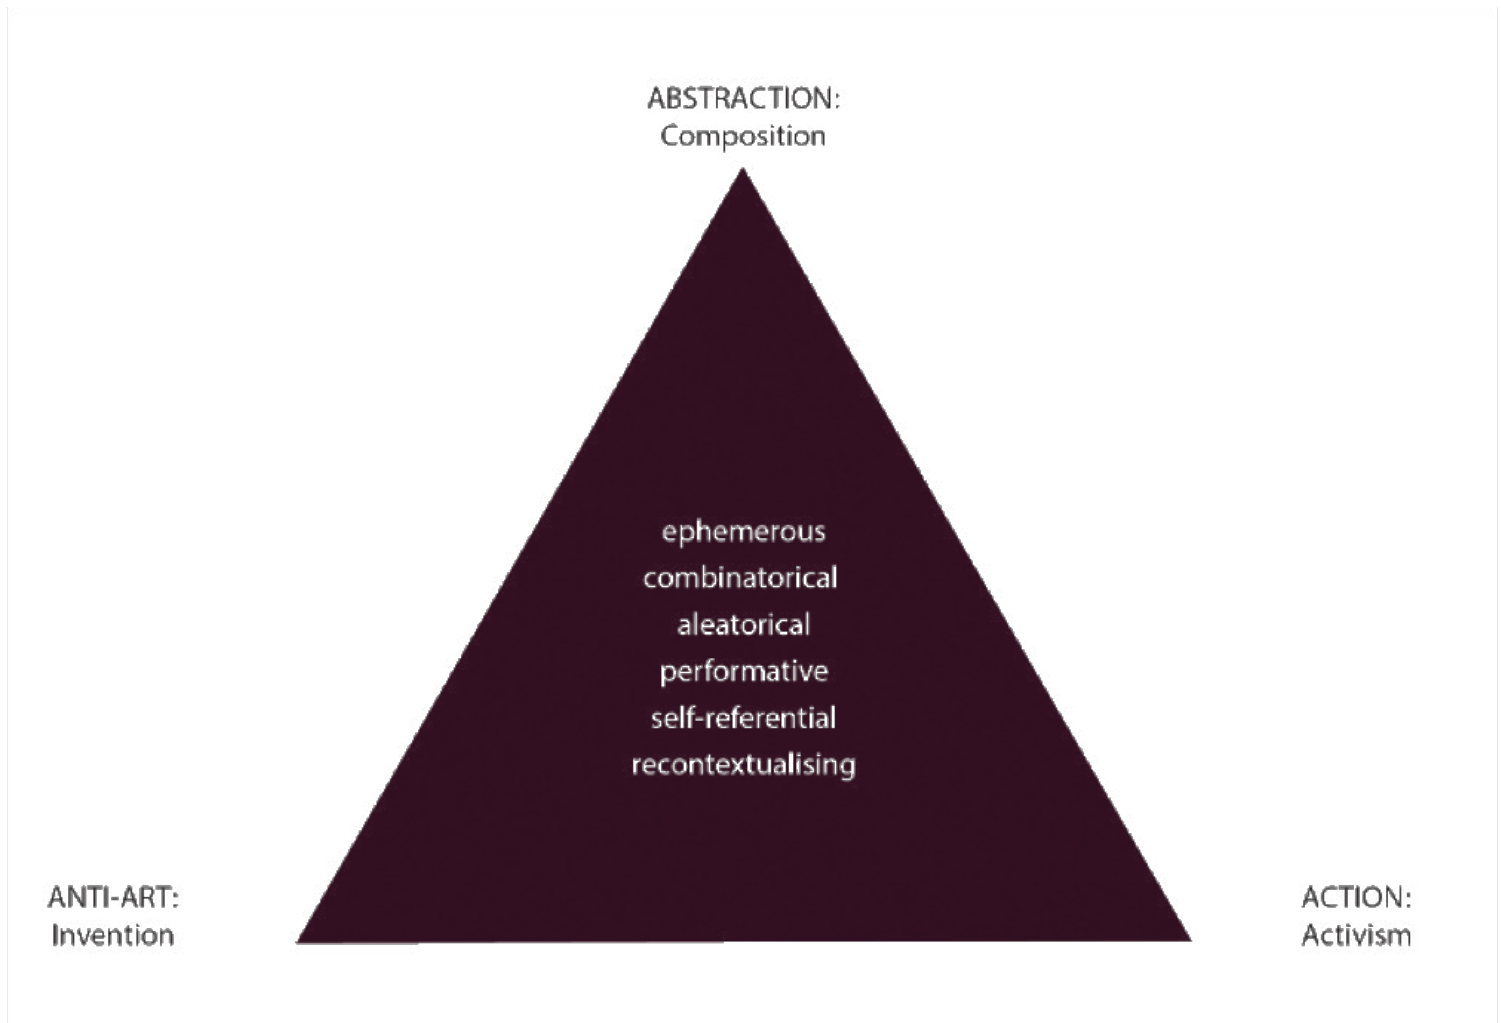 ABSTRACTION:
Composition
ephemerous
combinatorical
aleatorical
performative
self-referential
recontextualising
ANTI-ART:
Invention
ACTION:
Activism